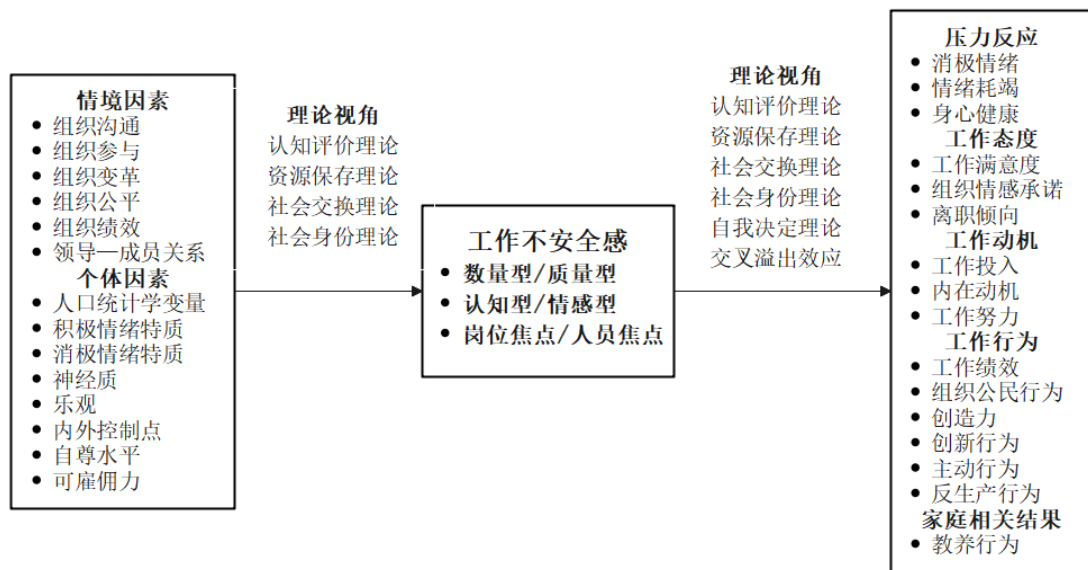 情境因素
组织沟通
组织参与
组织变革
组织公平
组织绩效
领导—成员关系
个体因素
人口统计学变量
积极情绪特质
消极情绪特质
神经质
乐观
内外控制点
自尊水平
可雇佣力
理论视角
认知评价理论
资源保存理论
社会交换理论
社会身份理论
工作不安全感
数量型/质量型
认知型/情感型
岗位焦点/人员焦点
理论视角
认知评价理论
资源保存理论
社会交换理论
社会身份理论
自我决定理论
交叉溢出效应
压力反应
消极情绪
情绪耗竭
身心健康
工作态度
工作满意度
组织情感承诺
离职倾向
工作动机
工作投入
内在动机
工作努力
工作行为
工作绩效
组织公民行为
创造力
创新行为
主动行为
反生产行为
家庭相关结果
教养行为